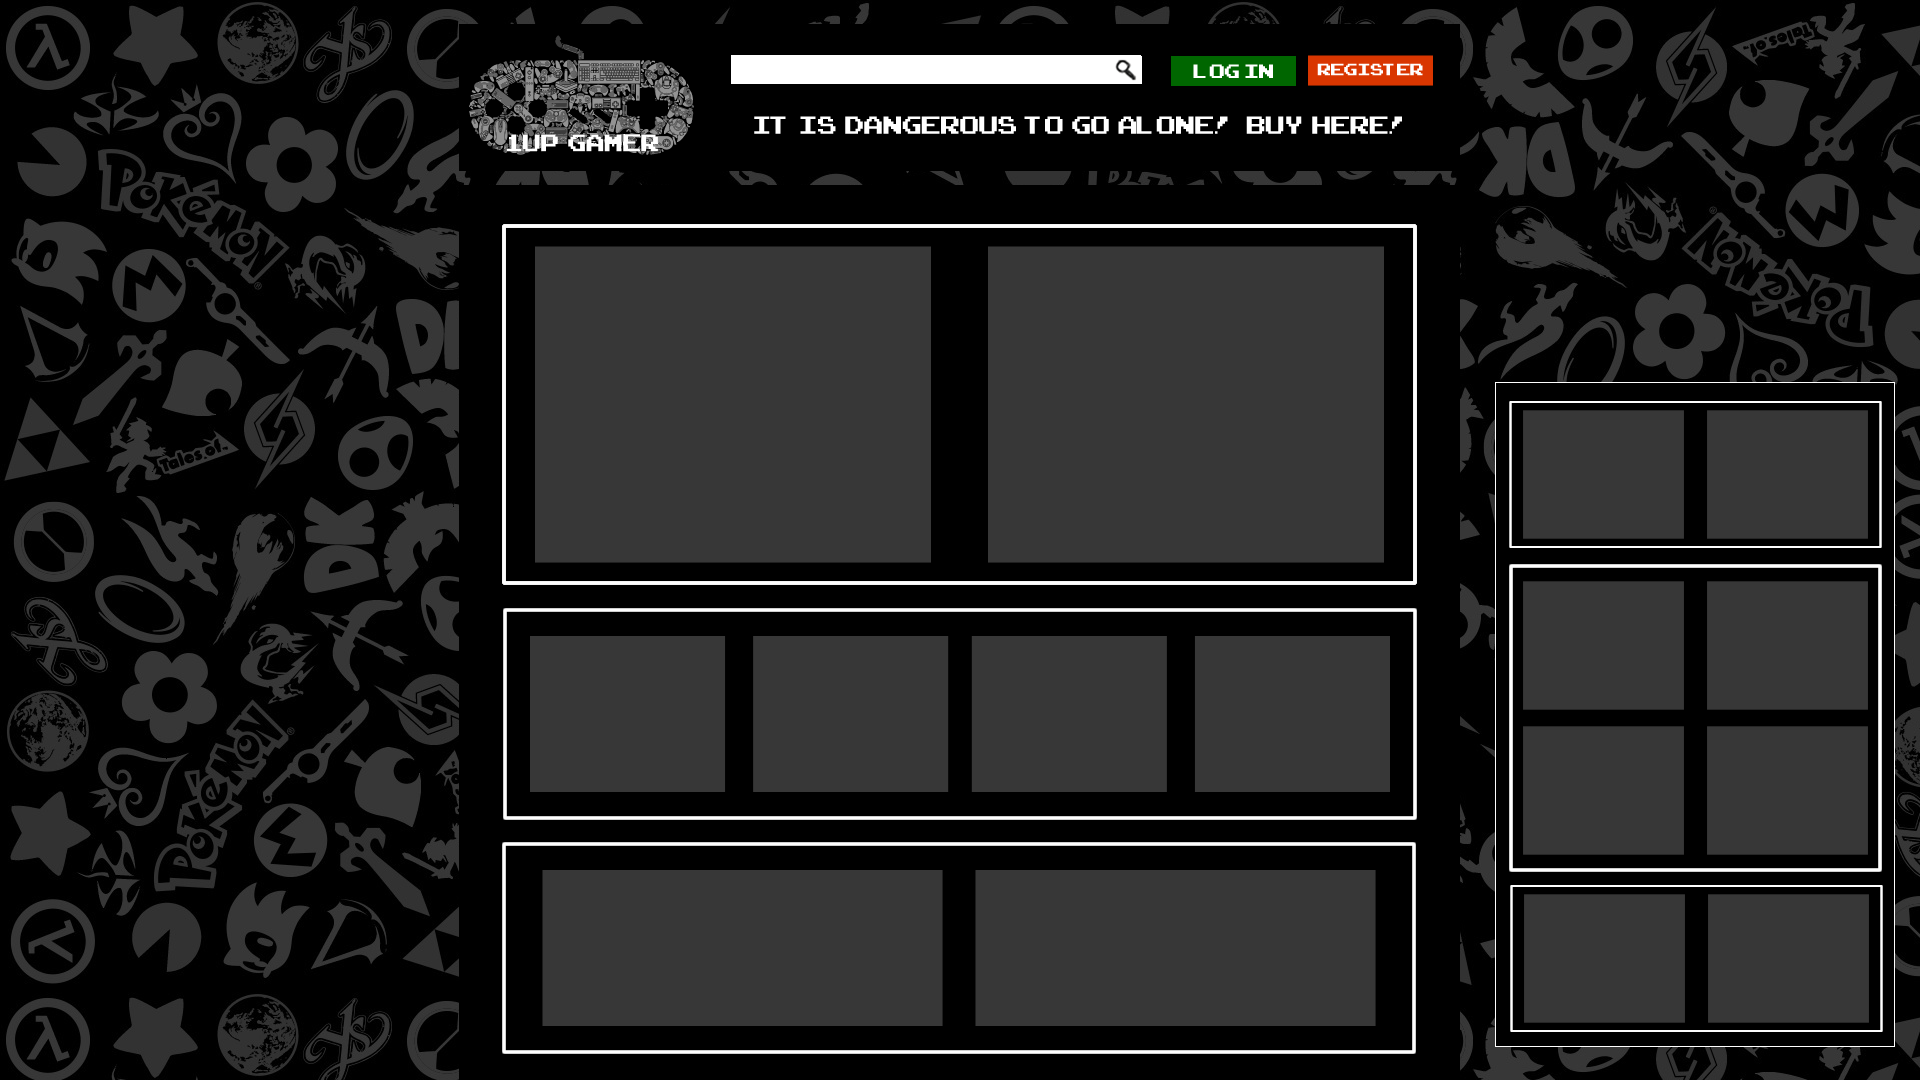 LOG IN
REGISTER
1UP GAMER
IT IS DANGEROUS TO GO ALONE! BUY HERE!
POKÉMON
POKÉMON
DK
Tales of
Tales of
DK
POKÉMON